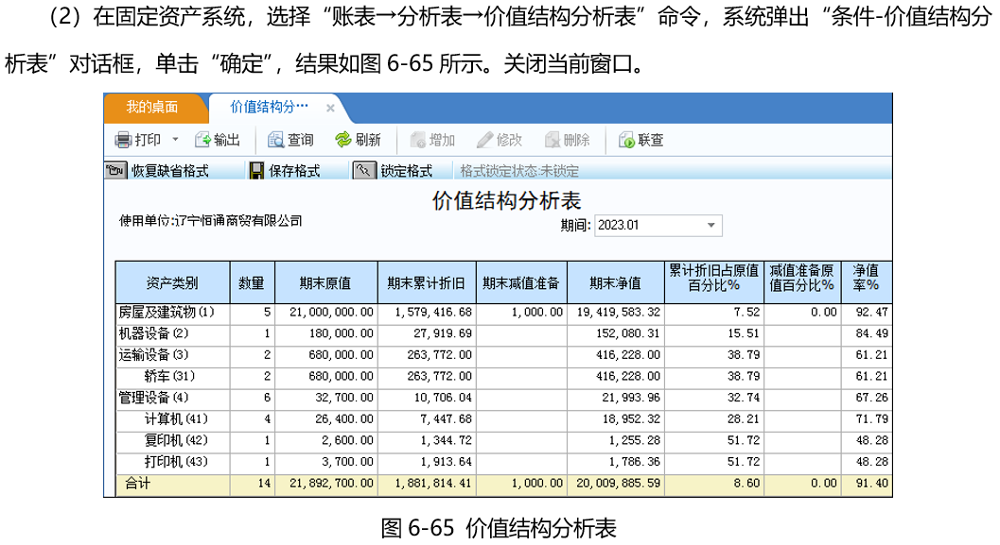 （2）在固定资产系统，选择“账表→分析表→价值结构分析表”命令，系统弹出“条件-价值结构分
析表”对话框，单击“确定”，结果如图 6-65 所示。关闭当前窗口。
我的桌面 价值结构分··· ×
打印 输出 查询 刷新 增加 修改 删除 联查
恢复缺省格式 保存格式 锁定格式 格式锁定状态:未锁定
价值结构分析表
使用单位:辽宁恒通商贸有限公司 期间: 2023.01
资产类别 数量 期末原值 期末累计折旧 期末减值准备 期末净值 累计折旧占原值百分比% 减值准备原值百分比% 净值率%
房屋及建筑物(1) 5 21,000,000.00 1,579,416.68 1,000.00 19,419,583.32 7.52 0.00 92.47
机器设备(2) 1 180,000.00 27,919.69 152,080.31 15.51 84.49
运输设备(3) 2 680,000.00 263,772.00 416,228.00 38.79 61.21
轿车(31) 2 680,000.00 263,772.00 416,228.00 38.79 61.21
管理设备(4) 6 32,700.00 10,706.04 21,993.96 32.74 67.26
计算机(41) 4 26,400.00 7,447.68 18,952.32 28.21 71.79
复印机(42) 1 2,600.00 1,344.72 1,255.28 51.72 48.28
打印机(43) 1 3,700.00 1,913.64 1,786.36 51.72 48.28
合计 14 21,892,700.00 1,881,814.41 1,000.00 20,009,885.59 8.60 0.00 91.40
图 6-65 价值结构分析表